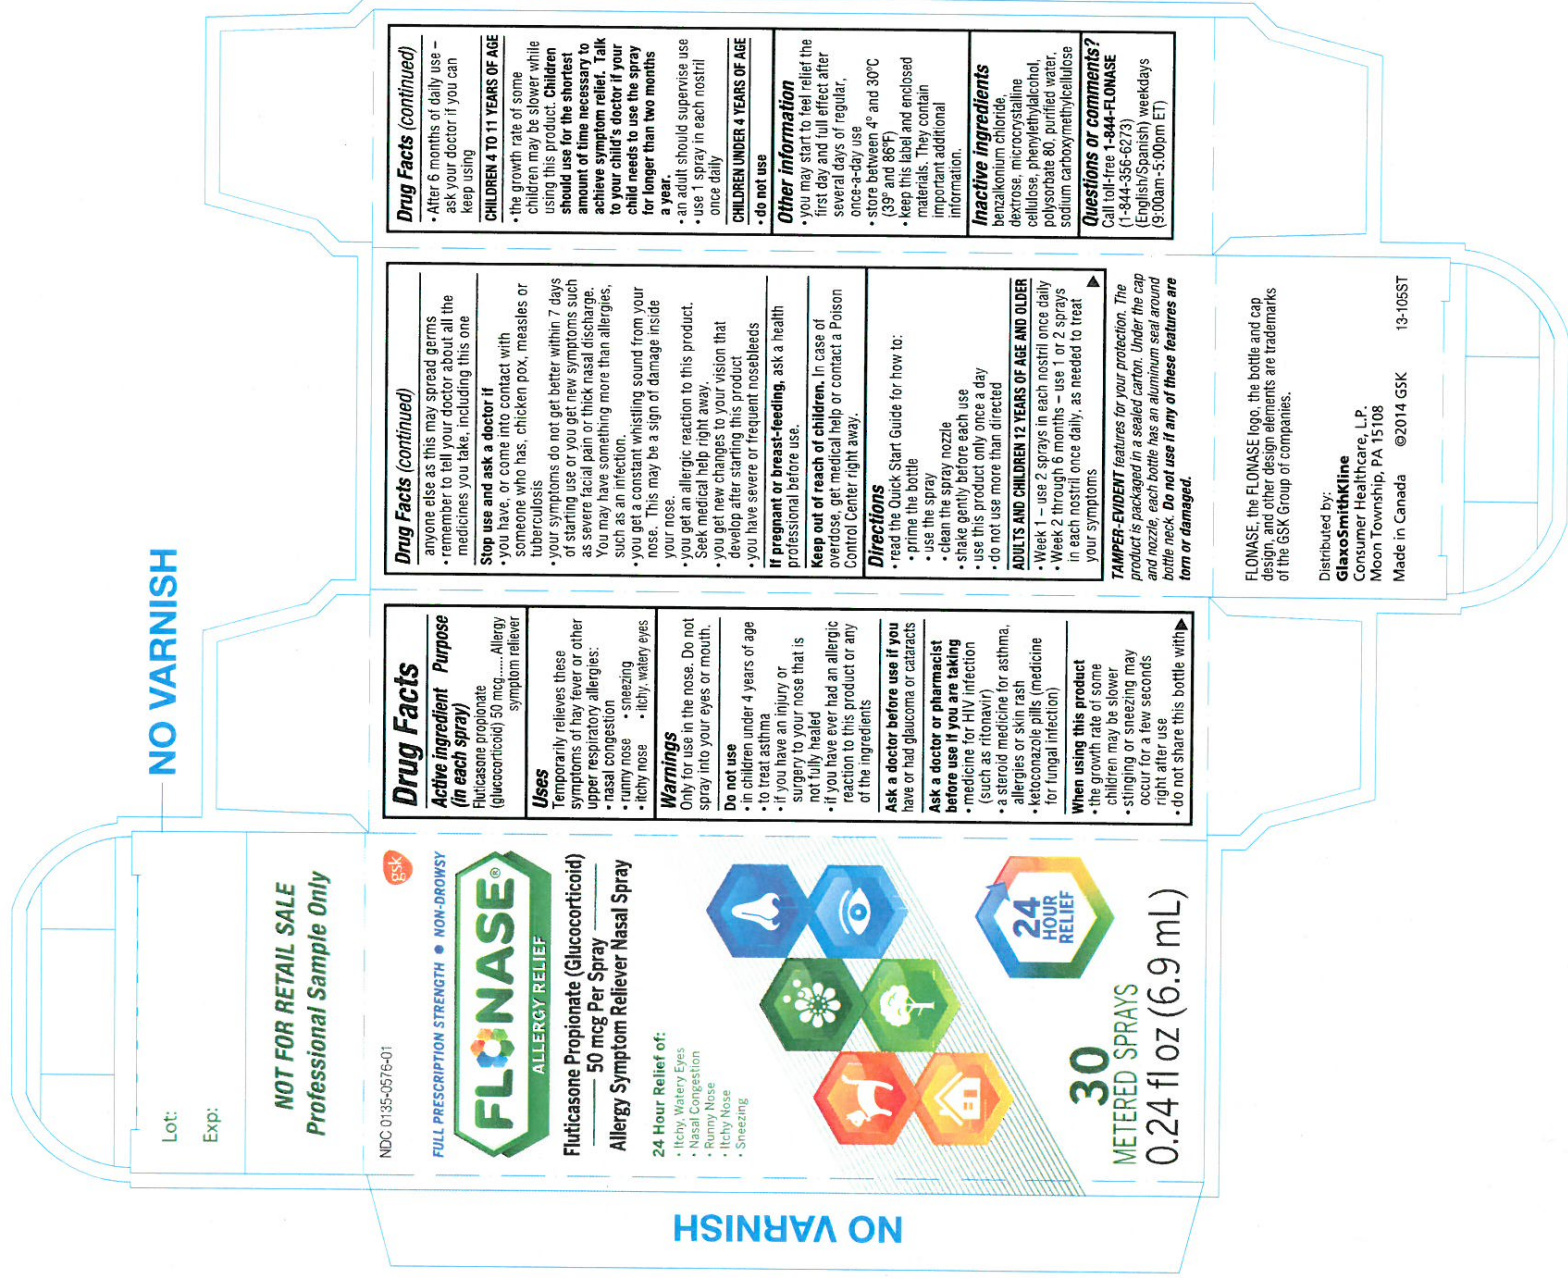 NO VARNISH
Lot:
Exp:
NOT FOR RETAIL SALE
Professional Sample Only
NDC 0135-0576-01
gsk
FULL PRESCRIPTION STRENGTH ● NON-DROWSY
FLONASE®
ALLERGY RELIEF
Fluticasone Propionate (Glucocorticoid)
50 mcg Per Spray
Allergy Symptom Reliever Nasal Spray
24 Hour Relief of:
• Itchy, Watery Eyes
• Nasal Congestion
• Runny Nose
• Itchy Nose
• Sneezing
24
HOUR
RELIEF
30
METERED SPRAYS
0.24 fl oz (6.9 mL)
NO VARNISH
Drug Facts
Active ingredient Purpose
(in each spray)
Fluticasone propionate
(glucocorticoid) 50 mcg...... Allergy
symptom reliever
Uses
Temporarily relieves these
symptoms of hay fever or other
upper respiratory allergies:
• nasal congestion
• runny nose • sneezing
• itchy nose • itchy, watery eyes
Warnings
Only for use in the nose. Do not
spray into your eyes or mouth.
Do not use
• in children under 4 years of age
• to treat asthma
• if you have an injury or
surgery to your nose that is
not fully healed
• if you have ever had an allergic
reaction to this product or any
of the ingredients
Ask a doctor before use if you
have or had glaucoma or cataracts
Ask a doctor or pharmacist
before use if you are taking
• medicine for HIV infection
(such as ritonavir)
• a steroid medicine for asthma,
allergies or skin rash
• ketoconazole pills (medicine
for fungal infection)
When using this product
• the growth rate of some
children may be slower
• stinging or sneezing may
occur for a few seconds
right after use
• do not share this bottle with▶
Drug Facts (continued)
anyone else as this may spread germs
• remember to tell your doctor about all the
medicines you take, including this one
Stop use and ask a doctor if
• you have, or come into contact with
someone who has, chicken pox, measles or
tuberculosis
• your symptoms do not get better within 7 days
of starting use or you get new symptoms such
as severe facial pain or thick nasal discharge.
You may have something more than allergies,
such as an infection.
• you get a constant whistling sound from your
nose. This may be a sign of damage inside
your nose.
• you get an allergic reaction to this product.
Seek medical help right away.
• you get new changes to your vision that
develop after starting this product
• you have severe or frequent nosebleeds
If pregnant or breast-feeding, ask a health
professional before use.
Keep out of reach of children. In case of
overdose, get medical help or contact a Poison
Control Center right away.
Directions
• read the Quick Start Guide for how to:
• prime the bottle
• use the spray
• clean the spray nozzle
• shake gently before each use
• use this product only once a day
• do not use more than directed
ADULTS AND CHILDREN 12 YEARS OF AGE AND OLDER
• Week 1 – use 2 sprays in each nostril once daily
• Week 2 through 6 months – use 1 or 2 sprays
in each nostril once daily, as needed to treat
your symptoms ▶
TAMPER-EVIDENT features for your protection. The
product is packaged in a sealed carton. Under the cap
and nozzle, each bottle has an aluminum seal around
bottle neck. Do not use if any of these features are
torn or damaged.
FLONASE, the FLONASE logo, the bottle and cap
design, and other design elements are trademarks
of the GSK Group of companies.
Distributed by:
GlaxoSmithKline
Consumer Healthcare, L.P.
Moon Township, PA 15108
Made in Canada ©2014 GSK 13-105ST
Drug Facts (continued)
• After 6 months of daily use –
ask your doctor if you can
keep using
CHILDREN 4 TO 11 YEARS OF AGE
• the growth rate of some
children may be slower while
using this product. Children
should use for the shortest
amount of time necessary to
achieve symptom relief. Talk
to your child's doctor if your
child needs to use the spray
for longer than two months
a year.
• an adult should supervise use
• use 1 spray in each nostril
once daily
CHILDREN UNDER 4 YEARS OF AGE
• do not use
Other information
• you may start to feel relief the
first day and full effect after
several days of regular,
once-a-day use
• store between 4º and 30ºC
(39º and 86ºF)
• keep this label and enclosed
materials. They contain
important additional
information.
Inactive ingredients
benzalkonium chloride,
dextrose, microcrystalline
cellulose, phenylethylalcohol,
polysorbate 80, purified water,
sodium carboxymethylcellulose
Questions or comments?
Call toll-free 1-844-FLONASE
(1-844-356-6273)
(English/Spanish) weekdays
(9:00am-5:00pm ET)